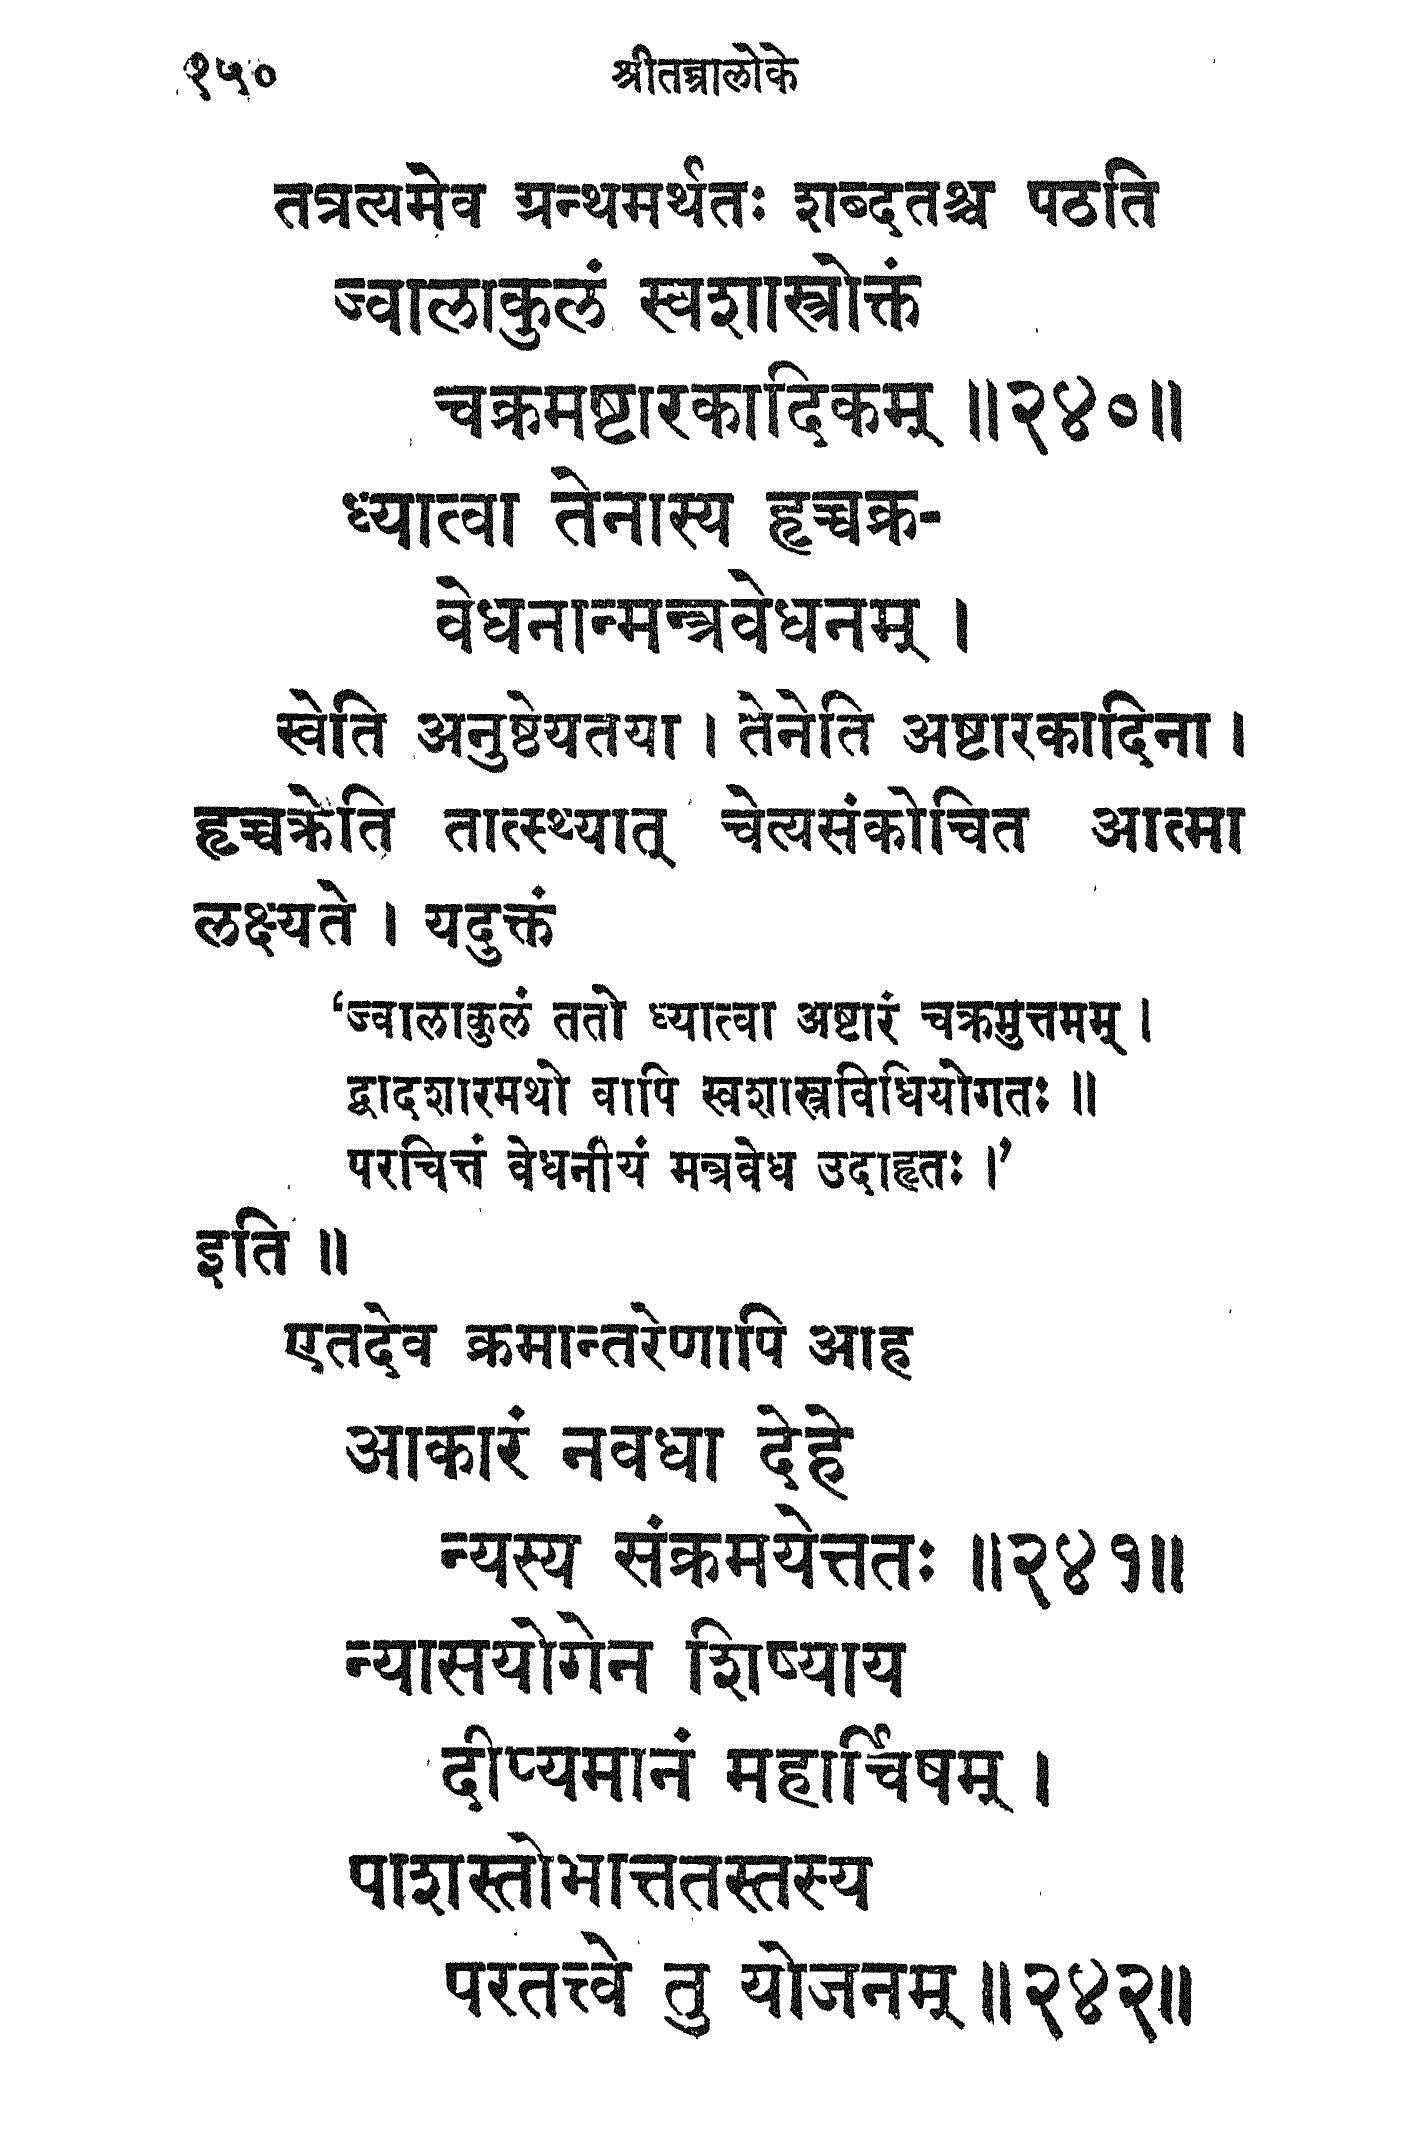 १५० श्रीतन्त्रालोके
तत्रत्यमेव ग्रन्थमर्थतः शब्दतश्च पठति
ज्वालाकुलं स्वशास्त्रोक्तं
चक्रमष्टारकादिकम् ॥२४०॥
ध्यात्वा तेनास्य हृच्चक्र-
वेधनान्मन्त्रवेधनम् ।
स्वेति अनुष्ठेयतया । तेनेति अष्टारकादिना ।
हृच्चक्रेति तात्स्थ्यात् चेत्यसंकोचित आत्मा
लक्ष्यते । यदुक्तं
‘ज्वालाकुलं ततो ध्यात्वा अष्टारं चक्रमुत्तमम् ।
द्वादशारमथो वापि स्वशास्त्रविधियोगतः ॥
परचित्तं वेधनीयं मन्त्रवेध उदाहृतः ।’
इति ॥
एतदेव क्रमान्तरेणापि आह
आकारं नवधा देहे
न्यस्य संक्रमयेत्ततः ॥२४१॥
न्यासयोगेन शिष्याय
दीप्यमानं महार्चिषम् ।
पाशस्तोभात्ततस्तस्य
परतत्त्वे तु योजनम् ॥२४२॥